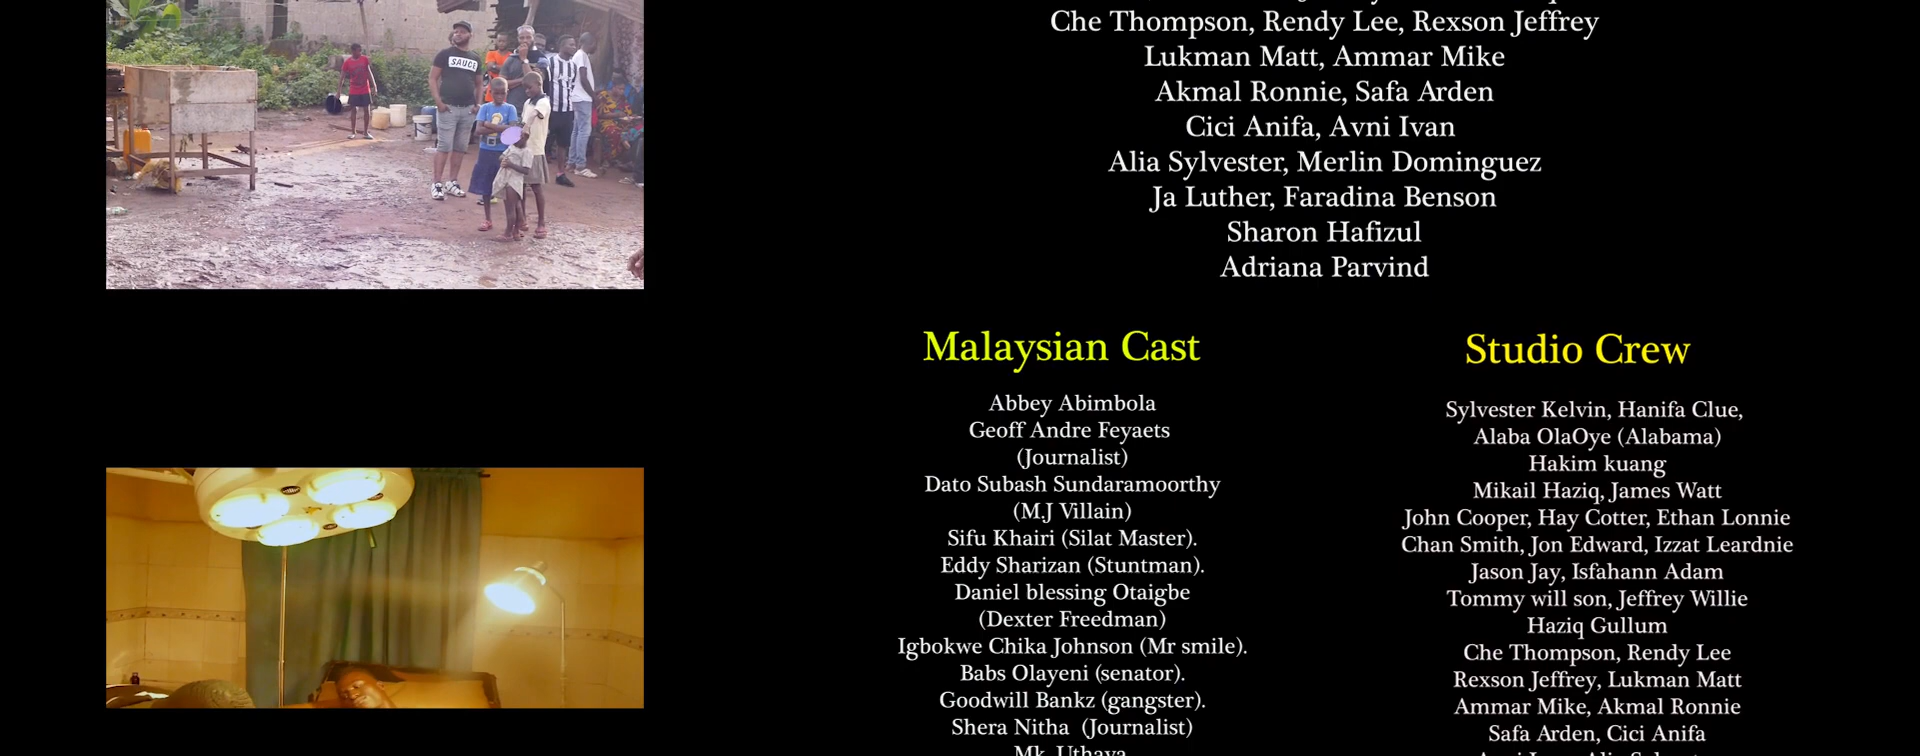 SAUCE
Che Thompson, Rendy Lee, Rexson Jeffrey
Lukman Matt, Ammar Mike
Akmal Ronnie, Safa Arden
Cici Anifa, Avni Ivan
Alia Sylvester, Merlin Dominguez
Ja Luther, Faradina Benson
Sharon Hafizul
Adriana Parvind
Malaysian Cast
Abbey Abimbola
Geoff Andre Feyaets
(Journalist)
Dato Subash Sundaramoorthy
(M.J Villain)
Sifu Khairi (Silat Master).
Eddy Sharizan (Stuntman).
Daniel blessing Otaigbe
(Dexter Freedman)
Igbokwe Chika Johnson (Mr smile).
Babs Olayeni (senator).
Goodwill Bankz (gangster).
Shera Nitha (Journalist)
Mk. Uthaya
Studio Crew
Sylvester Kelvin, Hanifa Clue,
Alaba OlaOye (Alabama)
Hakim kuang
Mikail Haziq, James Watt
John Cooper, Hay Cotter, Ethan Lonnie
Chan Smith, Jon Edward, Izzat Leardnie
Jason Jay, Isfahann Adam
Tommy will son, Jeffrey Willie
Haziq Gullum
Che Thompson, Rendy Lee
Rexson Jeffrey, Lukman Matt
Ammar Mike, Akmal Ronnie
Safa Arden, Cici Anifa